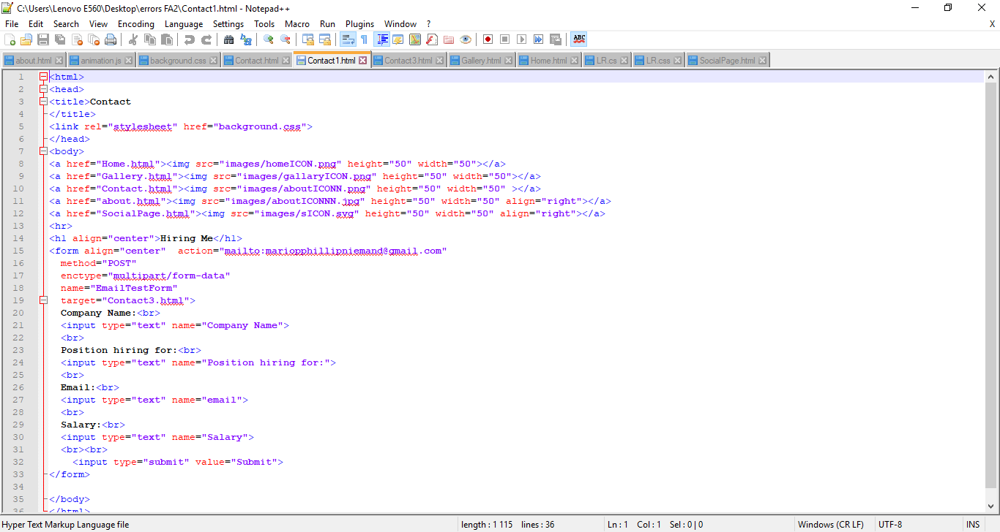 C:\Users\Lenovo E560\Desktop\errors FA2\Contact1.html - Notepad++
File Edit Search View Encoding Language Settings Tools Macro Run Plugins Window ? X
ABC
about.html animation.js background.css Contact.html Contact1.html Contact3.html Gallery.html Home.html LR.cs LR.css SocialPage.html
1 <html>
2 <head>
3 <title>Contact
4 </title>
5 <link rel="stylesheet" href="background.css">
6 </head>
7 <body>
8 <a href="Home.html"><img src="images/homeICON.png" height="50" width="50"></a>
9 <a href="Gallery.html"><img src="images/gallaryICON.png" height="50" width="50"></a>
10 <a href="Contact.html"><img src="images/aboutICONN.png" height="50" width="50" ></a>
11 <a href="about.html"><img src="images/aboutICONNN.jpg" height="50" width="50" align="right"></a>
12 <a href="SocialPage.html"><img src="images/sICON.svg" height="50" width="50" align="right"></a>
13 <hr>
14 <h1 align="center">Hiring Me</h1>
15 <form align="center"  action="mailto:mariopphillipniemand@gmail.com"
16 method="POST"
17 enctype="multipart/form-data"
18 name="EmailTestForm"
19 target="Contact3.html">
20 Company Name:<br>
21 <input type="text" name="Company Name">
22 <br>
23 Position hiring for:<br>
24 <input type="text" name="Position hiring for:">
25 <br>
26 Email:<br>
27 <input type="text" name="email">
28 <br>
29 Salary:<br>
30 <input type="text" name="Salary">
31 <br><br>
32 <input type="submit" value="Submit">
33 </form>
34
35 </body>
36 </html>
Hyper Text Markup Language file length : 1 115 lines : 36 Ln : 1 Col : 1 Sel : 0 | 0 Windows (CR LF) UTF-8 INS